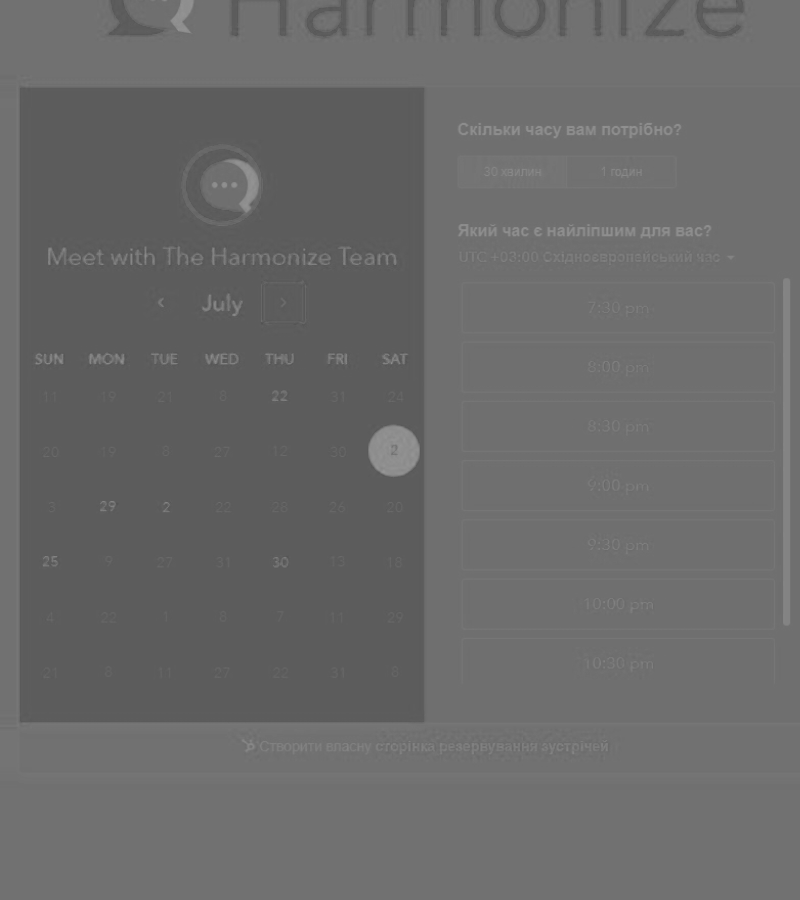 Harmonize
Meet with The Harmonize Team
July
SUN MON TUE WED THU FRI SAT
11 19 21 8 22 31 24
20 19 8 27 12 30 2
3 29 2 22 28 26 20
25 9 27 31 30 13 18
4 22 1 8 7 11 29
21 8 11 27 22 31 6
Скільки часу вам потрібно?
30 хвилин 1 годин
Який час є найліпшим для вас?
UTC +03:00 Східноєвропейський час
7:30 pm
8:00 pm
8:30 pm
9:00 pm
9:30 pm
10:00 pm
10:30 pm
Створити власну сторінка резервування зустрічей